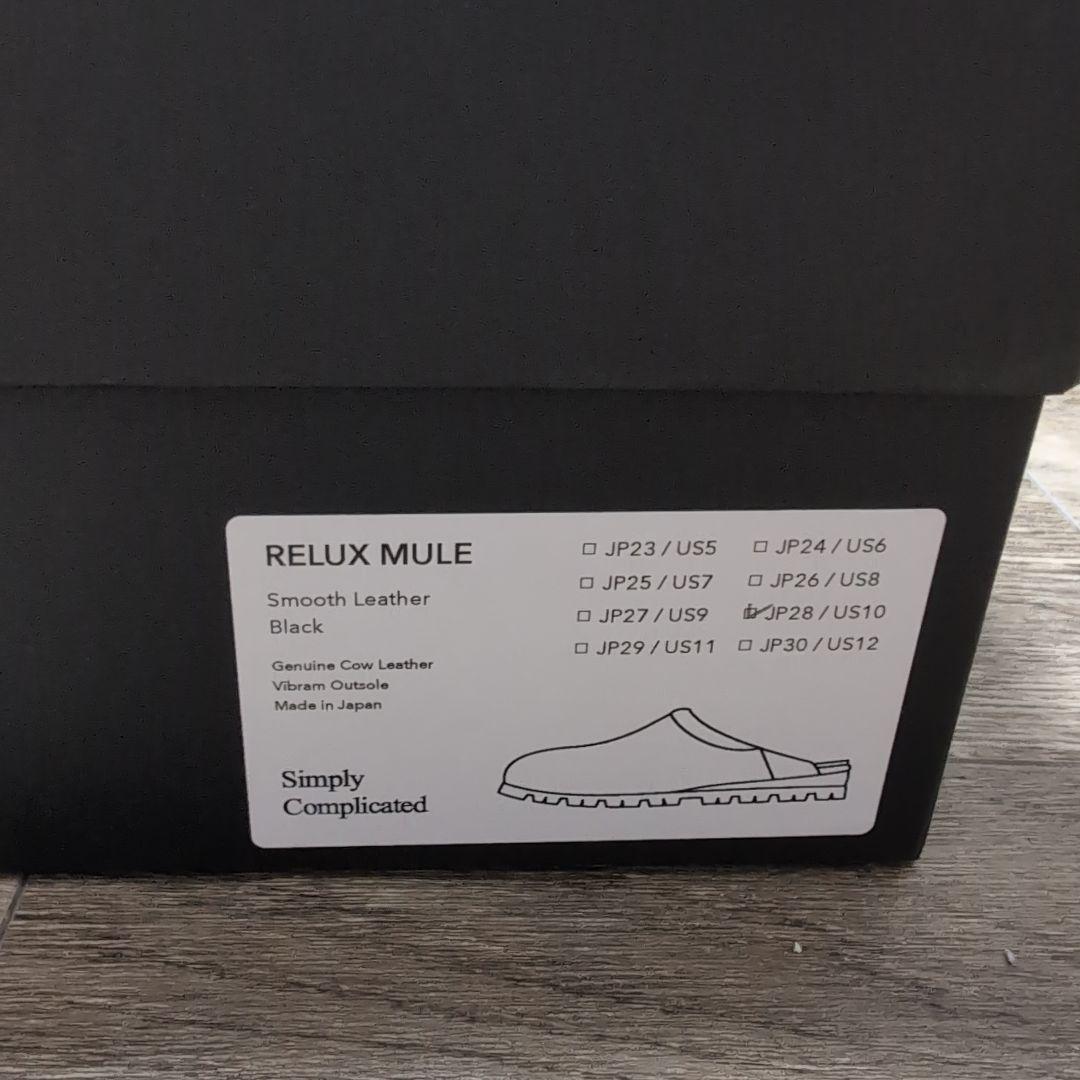 RELUX MULE
Smooth Leather
Black
Genuine Cow Leather
Vibram Outsole
Made in Japan
Simply
Complicated
JP23 / US5 JP24 / US6
JP25 / US7 JP26 / US8
JP27 / US9 JP28 / US10
JP29 / US11 JP30 / US12